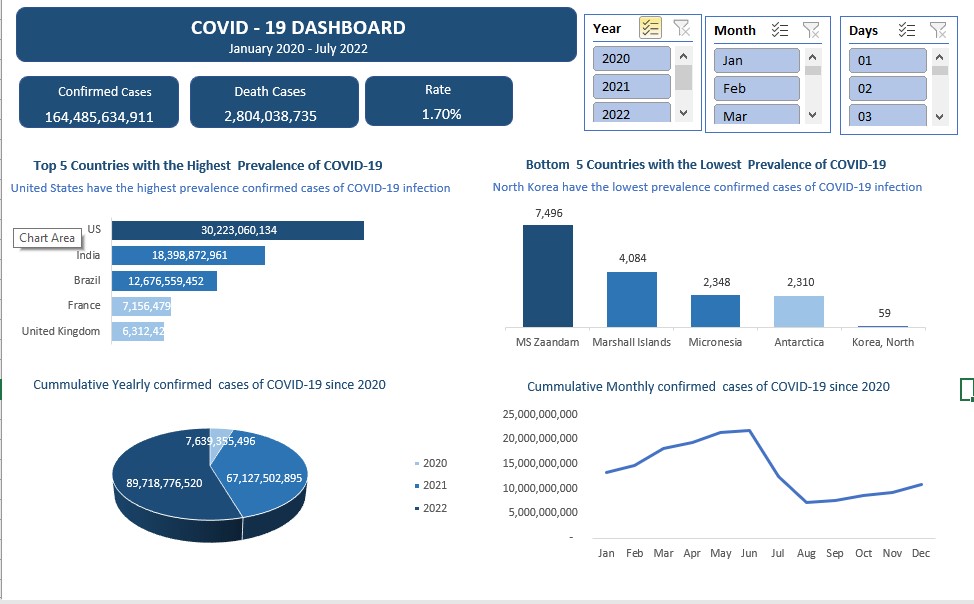 COVID - 19 DASHBOARD
January 2020 - July 2022
Year
2020
2021
2022
Month
Jan
Feb
Mar
Days
01
02
03
Confirmed Cases
164,485,634,911
Death Cases
2,804,038,735
Rate
1.70%
Top 5 Countries with the Highest Prevalence of COVID-19
United States have the highest prevalence confirmed cases of COVID-19 infection
Chart Area
US
30,223,060,134
India
18,398,872,961
Brazil
12,676,559,452
France
7,156,479
United Kingdom
6,312,42
Bottom 5 Countries with the Lowest Prevalence of COVID-19
North Korea have the lowest prevalence confirmed cases of COVID-19 infection
7,496
4,084
2,348
2,310
59
MS Zaandam
Marshall Islands
Micronesia
Antarctica
Korea, North
Cummulative Yealrly confirmed cases of COVID-19 since 2020
7,639,355,496
89,718,776,520
67,127,502,895
2020
2021
2022
Cummulative Monthly confirmed cases of COVID-19 since 2020
25,000,000,000
20,000,000,000
15,000,000,000
10,000,000,000
5,000,000,000
-
Jan Feb Mar Apr May Jun Jul Aug Sep Oct Nov Dec